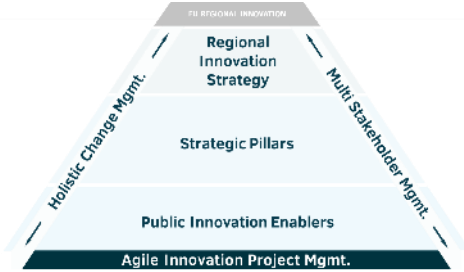 EU REGIONAL INNOVATION
Regional
Innovation
Strategy
Holistic Change Mgmt.
Multi Stakeholder Mgmt.
Strategic Pillars
Public Innovation Enablers
Agile Innovation Project Mgmt.